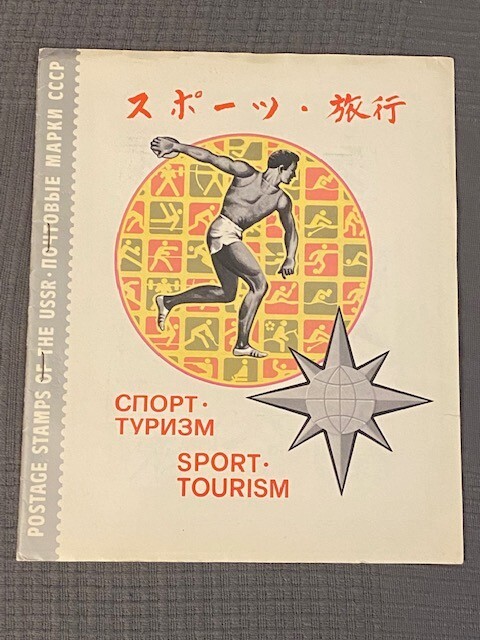 スポーツ・旅行
СПОРТ·
ТУРИЗМ
SPORT·
TOURISM
POSTAGE STAMPS OF THE USSR·ПОЧТОВЫЕ МАРКИ СССР